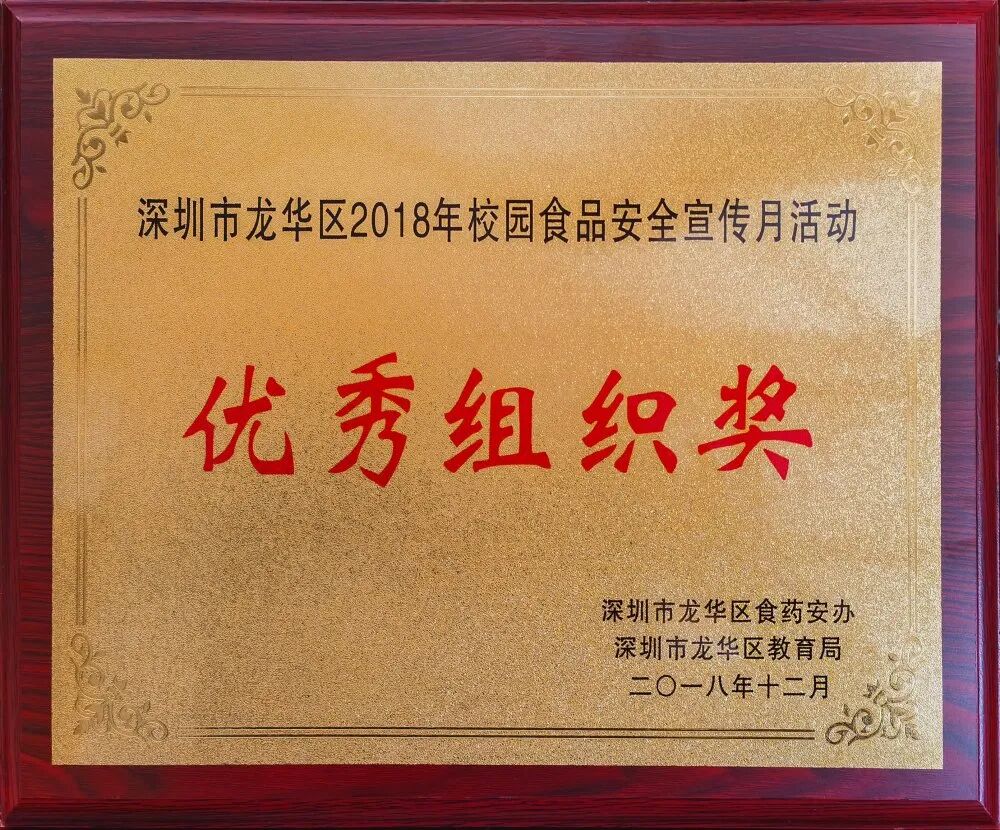 深圳市龙华区2018年校园食品安全宣传月活动
优秀组织奖
深圳市龙华区食药安办
深圳市龙华区教育局
二〇一八年十二月